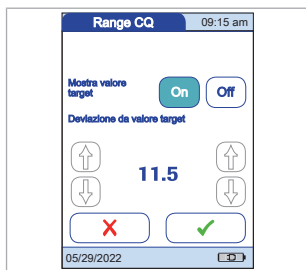 Range CQ 09:15 am
Mostra valore
target
On Off
Deviazione da valore target
11.5
05/29/2022